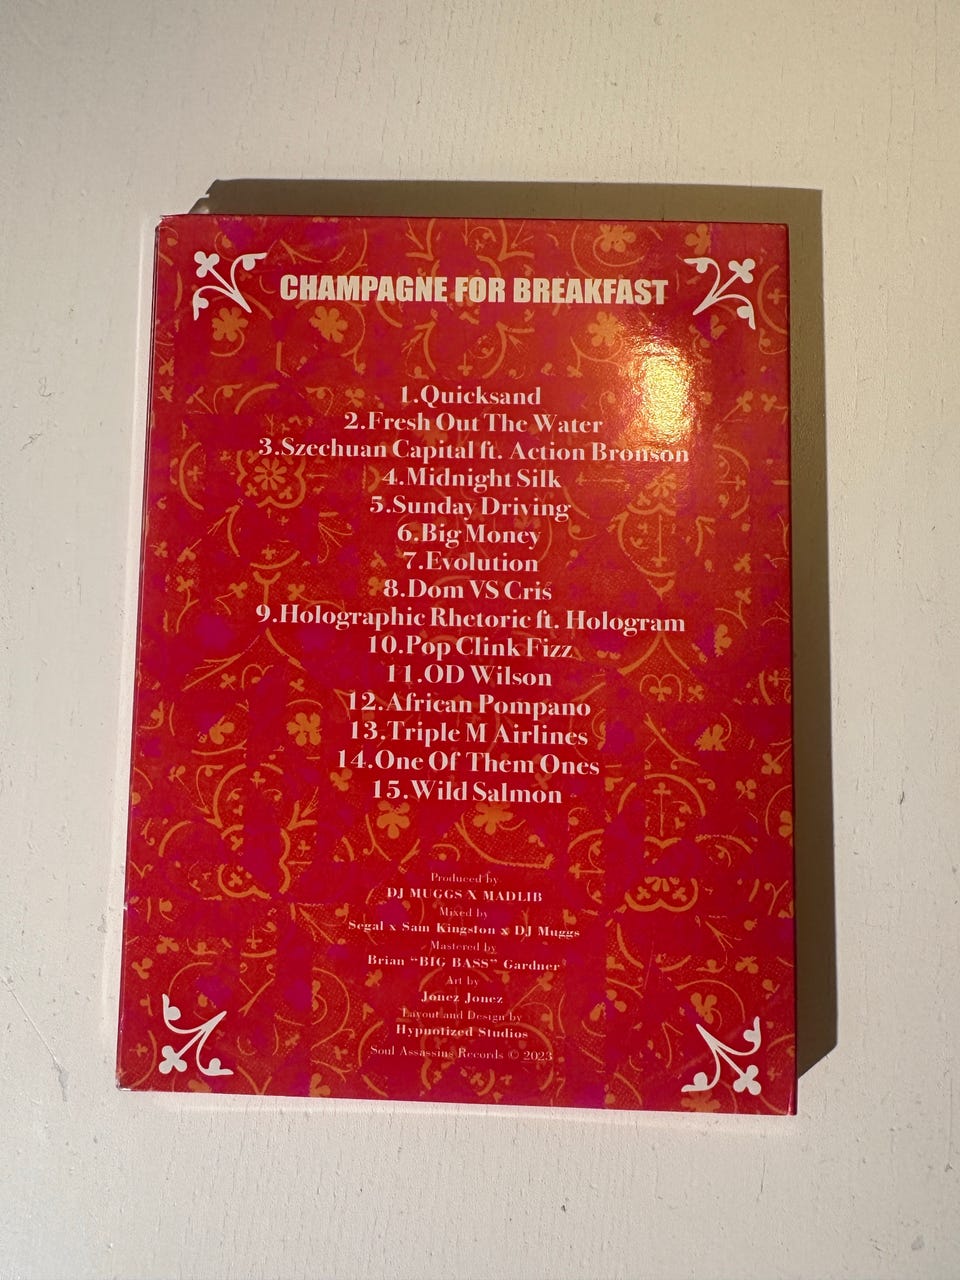 CHAMPAGNE FOR BREAKFAST
1.Quicksand
2.Fresh Out The Water
3.Szechuan Capital ft. Action Bronson
4.Midnight Silk
5.Sunday Driving
6.Big Money
7.Evolution
8.Dom VS Cris
9.Holographic Rhetoric ft. Hologram
10.Pop Clink Fizz
11.OD Wilson
12.African Pompano
13.Triple M Airlines
14.One Of Them Ones
15.Wild Salmon
Produced by
DJ MUGGS X MADLIB
Mixed by
Segal x Sam Kingston x DJ Muggs
Mastered by
Brian “BIG BASS” Gardner
Art by
Jonez Jonez
Layout and Design by
Hypnotized Studios
Soul Assassins Records © 2023